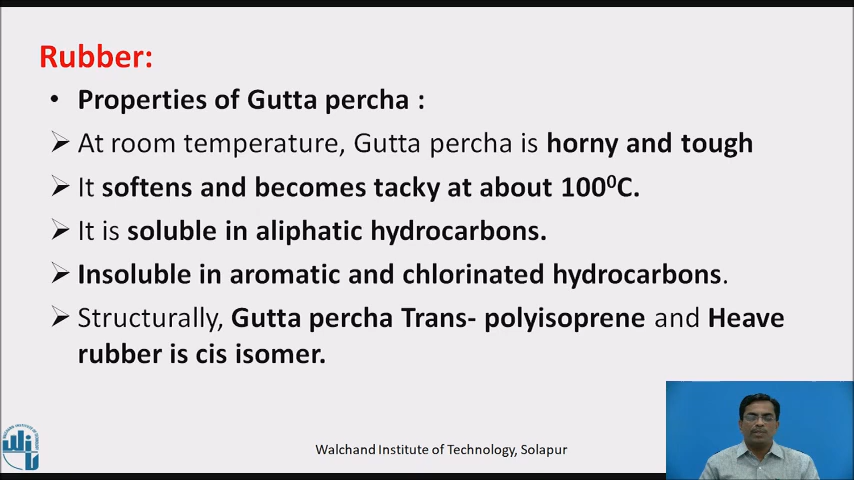 Rubber:
• Properties of Gutta percha :
➢ At room temperature, Gutta percha is horny and tough
➢ It softens and becomes tacky at about 100⁰C.
➢ It is soluble in aliphatic hydrocarbons.
➢ Insoluble in aromatic and chlorinated hydrocarbons.
➢ Structurally, Gutta percha Trans- polyisoprene and Heave
rubber is cis isomer.
Walchand Institute of Technology, Solapur